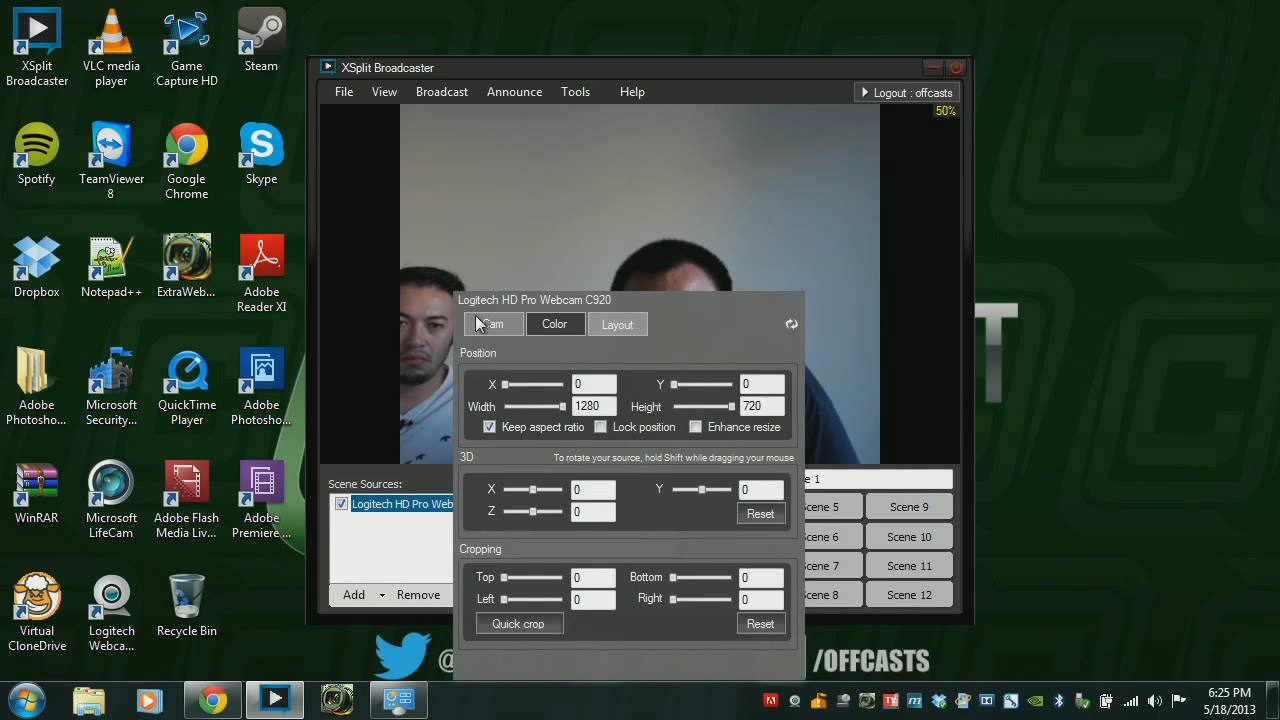 XSplit
Broadcaster
VLC media
player
Game
Capture HD
Steam
Spotify
TeamViewer
8
Google
Chrome
Skype
Dropbox
Notepad++
ExtraWeb...
Adobe
Reader XI
Adobe
Photosho...
Microsoft
Security...
QuickTime
Player
Adobe
Photosho...
WinRAR
Microsoft
LifeCam
Adobe Flash
Media Liv...
Adobe
Premiere ...
Virtual
CloneDrive
Logitech
Webca...
Recycle Bin
XSplit Broadcaster
File View Broadcast Announce Tools Help
Logout : offcasts
50%
Logitech HD Pro Webcam C920
Cam Color Layout
Position
X 0 Y 0
Width 1280 Height 720
Keep aspect ratio Lock position Enhance resize
3D To rotate your source, hold Shift while dragging your mouse
X 0 Y 0
Z 0 Reset
Cropping
Top 0 Bottom 0
Left 0 Right 0
Quick crop Reset
Scene Sources:
Logitech HD Pro Web
Add Remove
e 1
cene 5 Scene 9
cene 6 Scene 10
cene 7 Scene 11
cene 8 Scene 12
@
/OFFCASTS
6:25 PM
5/18/2013